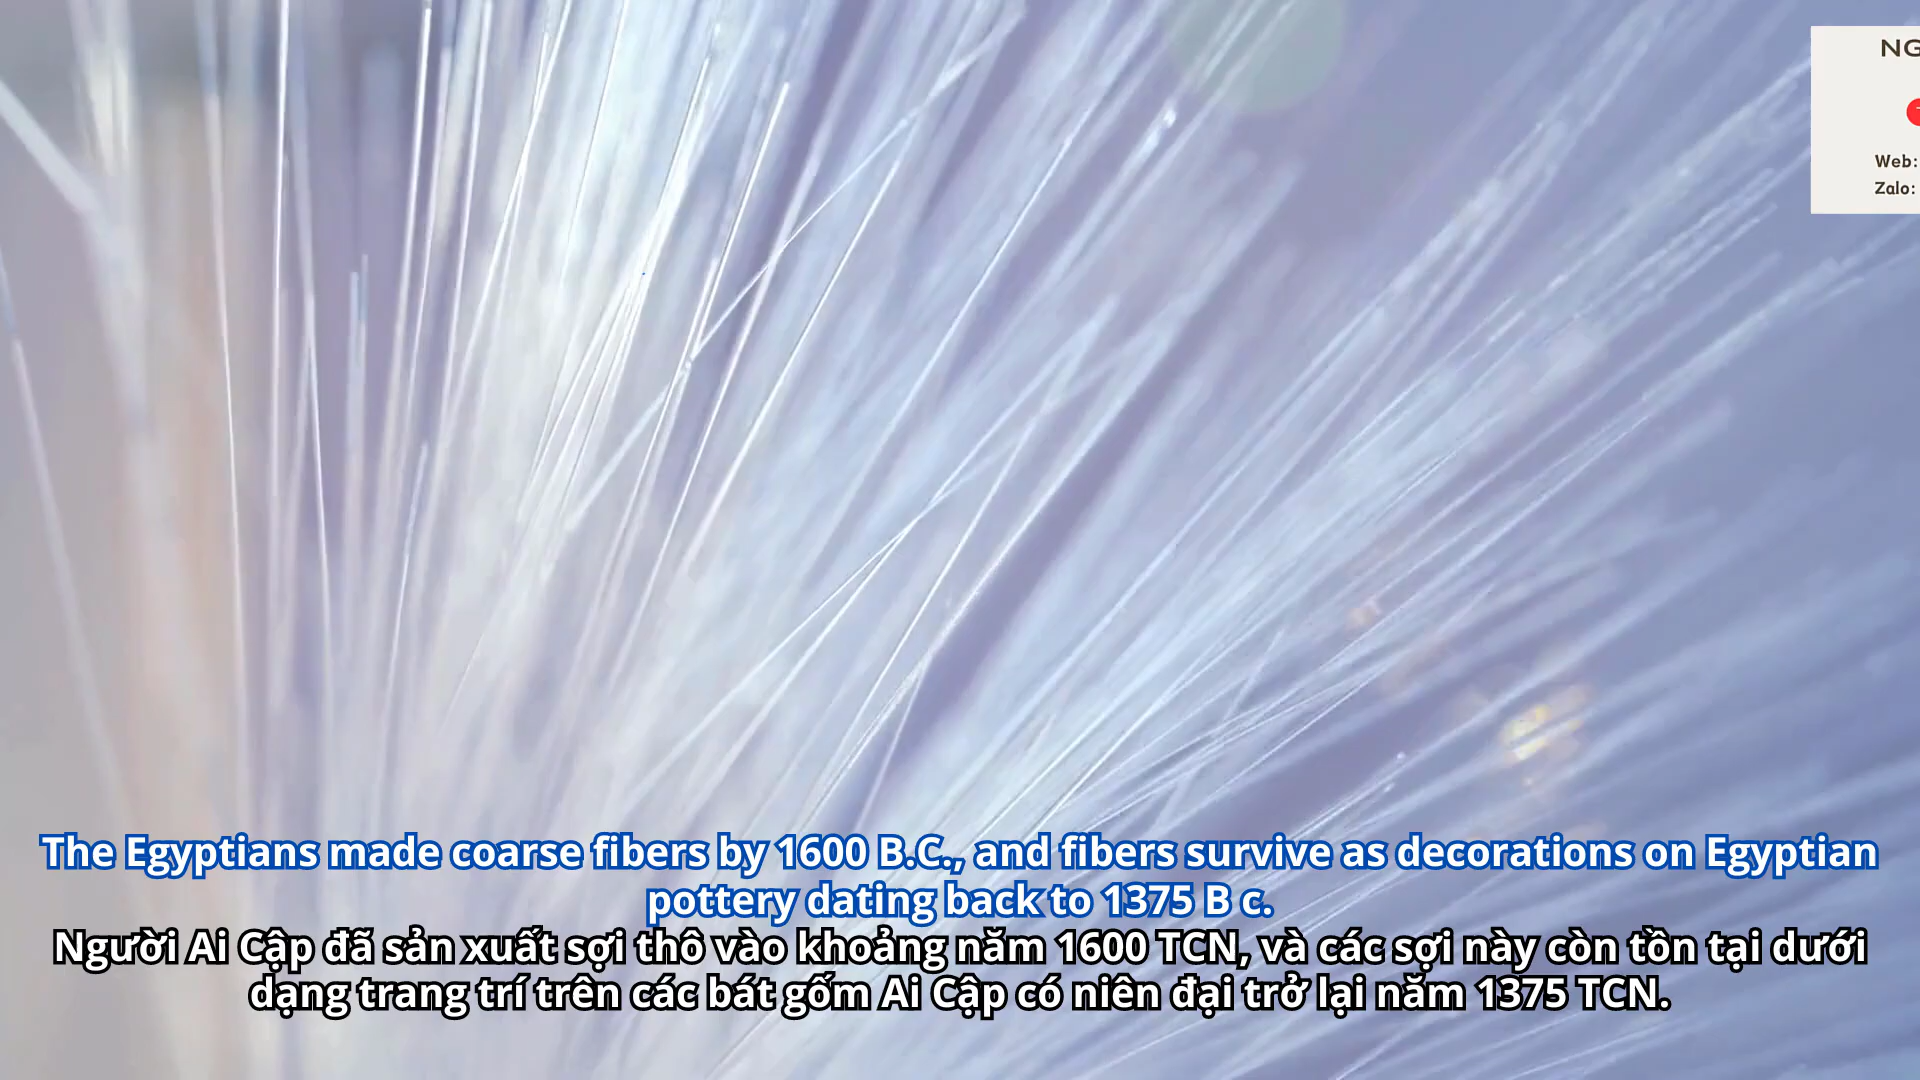 NG
Web:
Zalo:
The Egyptians made coarse fibers by 1600 B.C., and fibers survive as decorations on Egyptian
pottery dating back to 1375 B c.
Người Ai Cập đã sản xuất sợi thô vào khoảng năm 1600 TCN, và các sợi này còn tồn tại dưới
dạng trang trí trên các bát gốm Ai Cập có niên đại trở lại năm 1375 TCN.